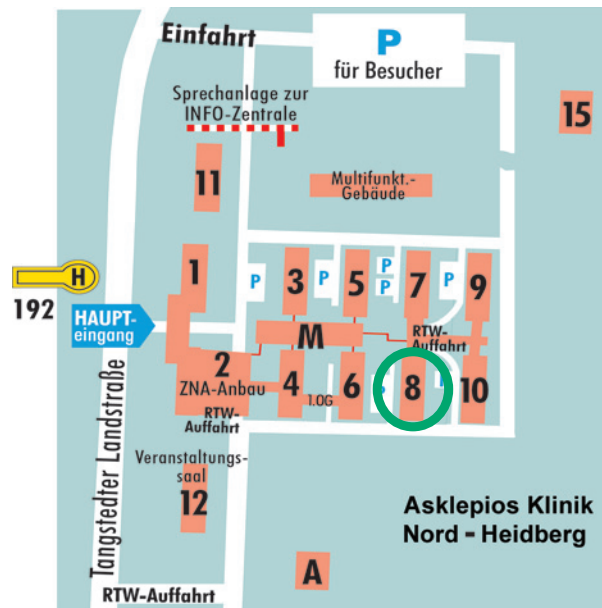 Einfahrt
P
für Besucher
Sprechanlage zur
INFO-Zentrale
15
11
Multifunkt.-
Gebäude
H
192
1
P
3
P
5
P
P
7
P
9
HAUPT-
eingang
M
RTW-
Auffahrt
2
ZNA-Anbau
4
1.OG
6
P
8
P
10
RTW-
Auffahrt
Tangstedter Landstraße
Veranstaltungs-
saal
12
Asklepios Klinik
Nord - Heidberg
A
RTW-Auffahrt